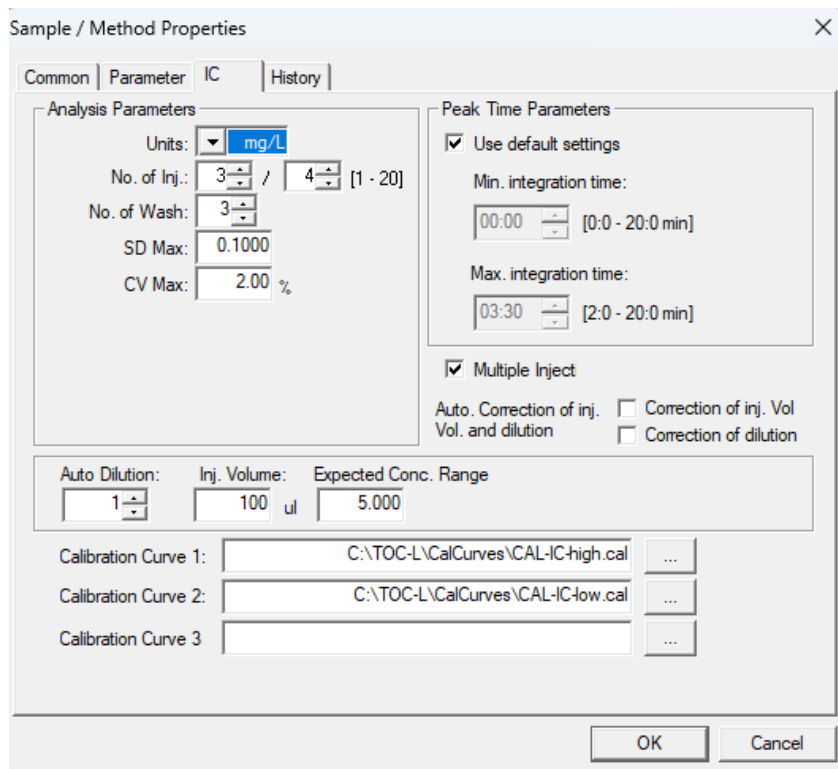 Sample / Method Properties
Common Parameter IC History
Analysis Parameters
Units: mg/L
No. of Inj.: 3 / 4 [1 - 20]
No. of Wash: 3
SD Max: 0.1000
CV Max: 2.00 %
Peak Time Parameters
Use default settings
Min. integration time:
00:00 [0:0 - 20:0 min]
Max. integration time:
03:30 [2:0 - 20:0 min]
Multiple Inject
Auto. Correction of inj. Vol. and dilution
Correction of inj. Vol
Correction of dilution
Auto Dilution: Inj. Volume: Expected Conc. Range
1 100 ul 5.000
Calibration Curve 1: C:\TOC-L\CalCurves\CAL-IC-high.cal ...
Calibration Curve 2: C:\TOC-L\CalCurves\CAL-IC-low.cal ...
Calibration Curve 3 ...
OK Cancel